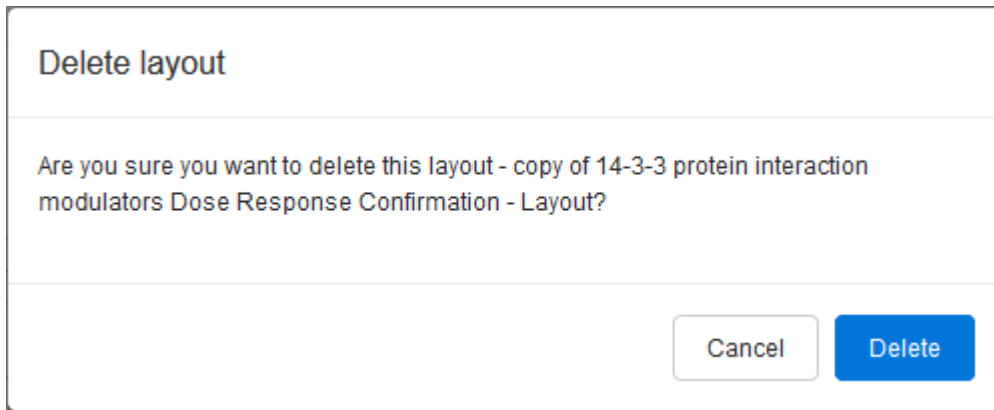 Delete layout
Are you sure you want to delete this layout - copy of 14-3-3 protein interaction
modulators Dose Response Confirmation - Layout?
Cancel
Delete